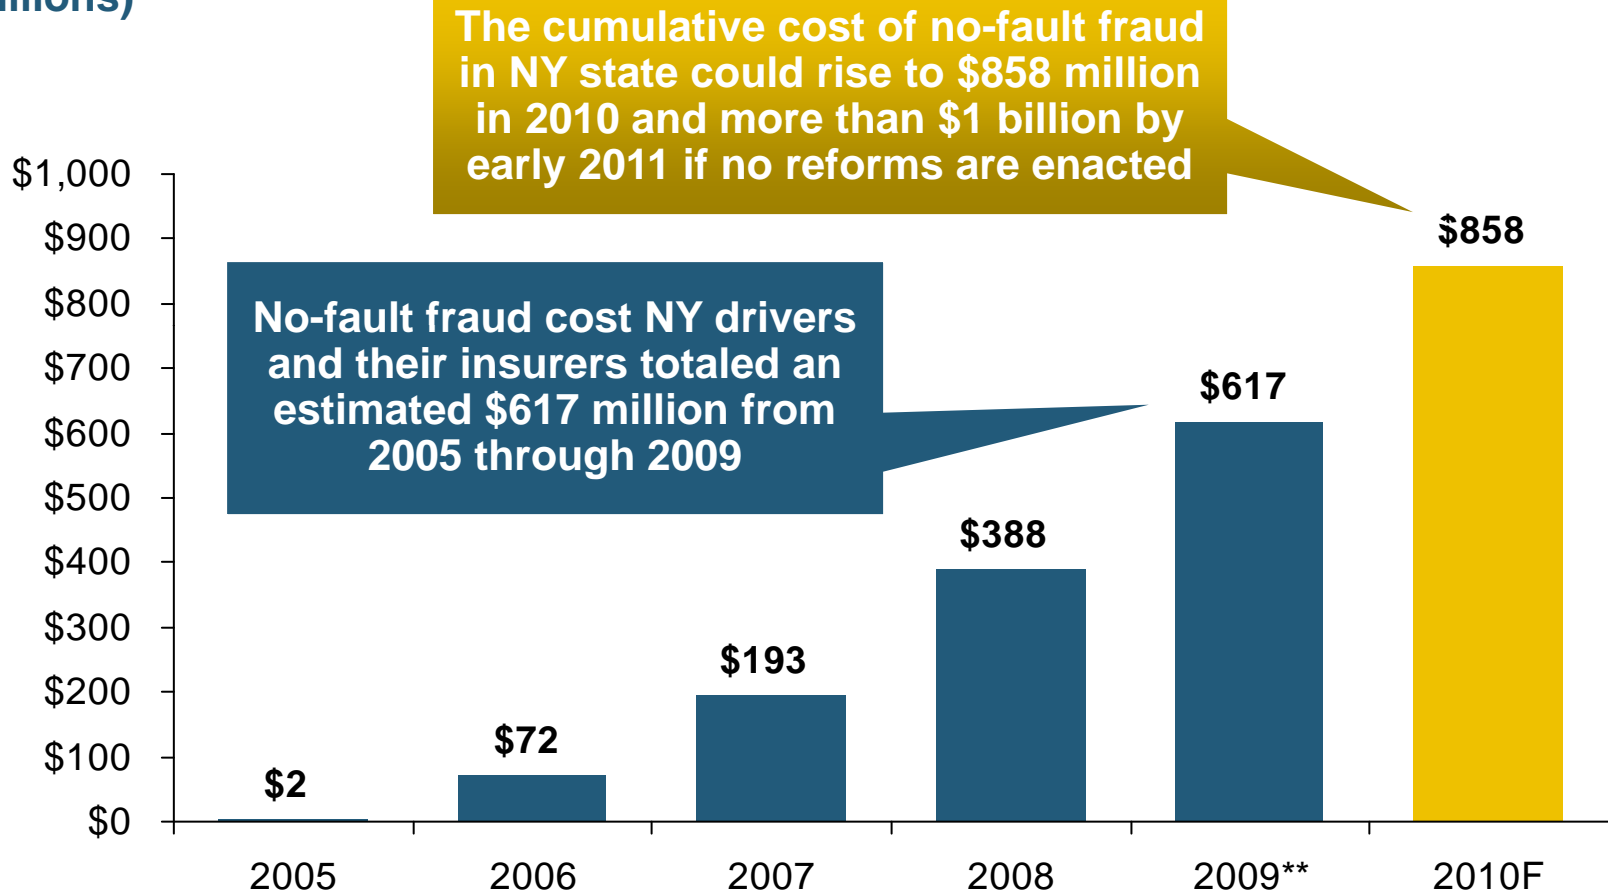 The cumulative cost of no-fault fraud
in NY state could rise to $858 million
in 2010 and more than $1 billion by
early 2011 if no reforms are enacted
No-fault fraud cost NY drivers
and their insurers totaled an
estimated $617 million from
2005 through 2009
$1,000
$900
$800
$700
$600
$500
$400
$300
$200
$100
$0
$2
$72
$193
$388
$617
$858
2005 2006 2007 2008 2009** 2010F